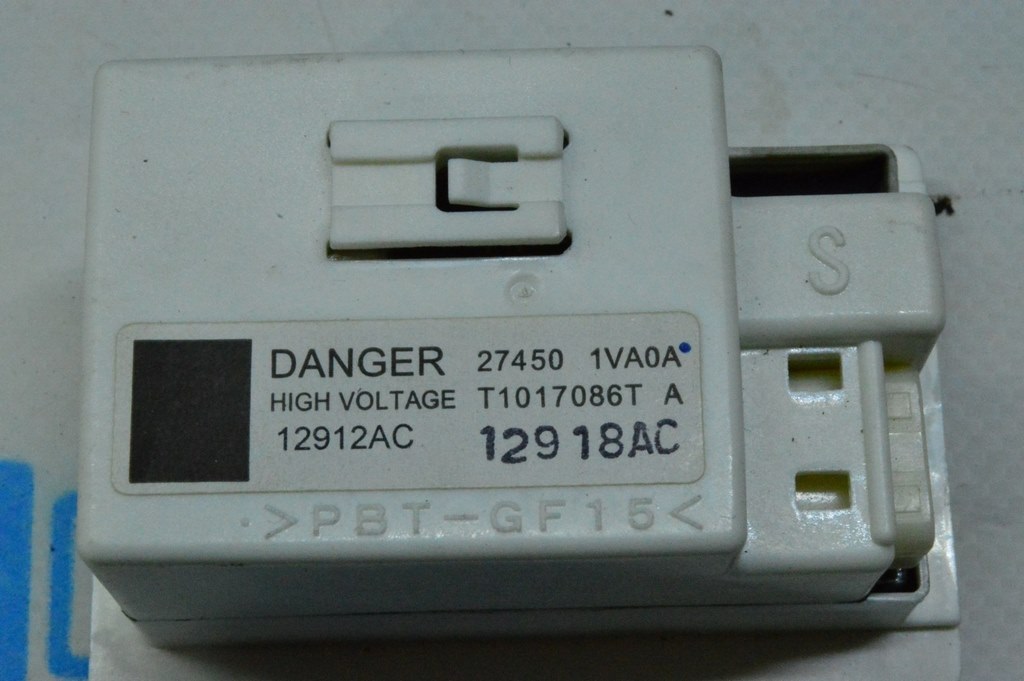 S
DANGER 27450 1VA0A
HIGH VOLTAGE T1017086T A
12912AC 12918AC
>PBT-GF15<